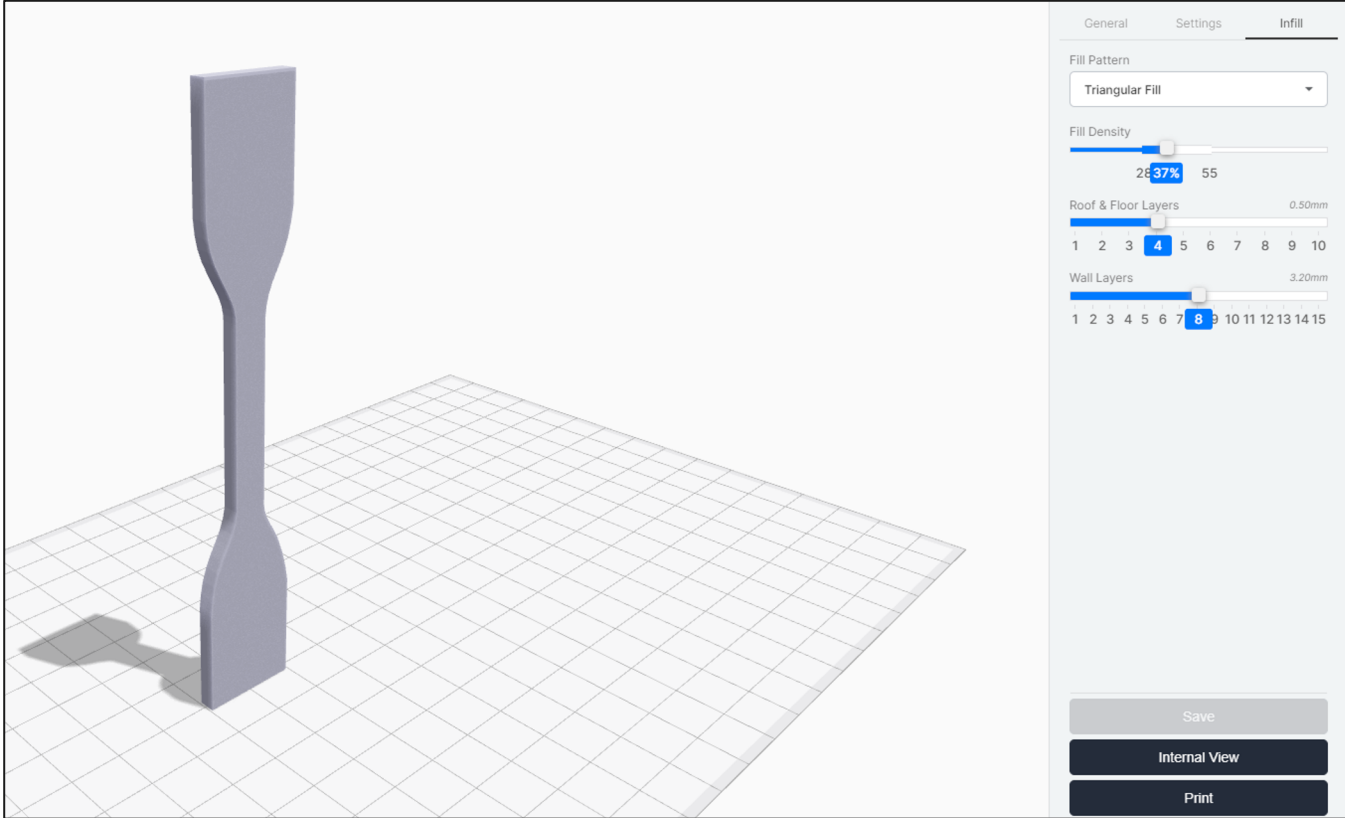 General Settings Infill
Fill Pattern
Triangular Fill
Fill Density
28 37% 55
Roof & Floor Layers 0.50mm
1 2 3 4 5 6 7 8 9 10
Wall Layers 3.20mm
1 2 3 4 5 6 7 8 9 10 11 12 13 14 15
Save
Internal View
Print